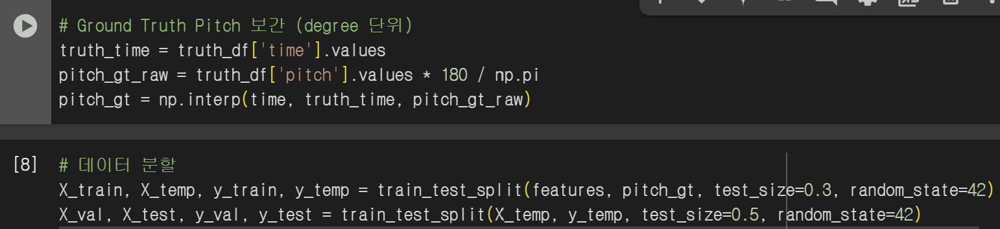 # Ground Truth Pitch 보간 (degree 단위)
truth_time = truth_df['time'].values
pitch_gt_raw = truth_df['pitch'].values * 180 / np.pi
pitch_gt = np.interp(time, truth_time, pitch_gt_raw)
[8] # 데이터 분할
X_train, X_temp, y_train, y_temp = train_test_split(features, pitch_gt, test_size=0.3, random_state=42)
X_val, X_test, y_val, y_test = train_test_split(X_temp, y_temp, test_size=0.5, random_state=42)